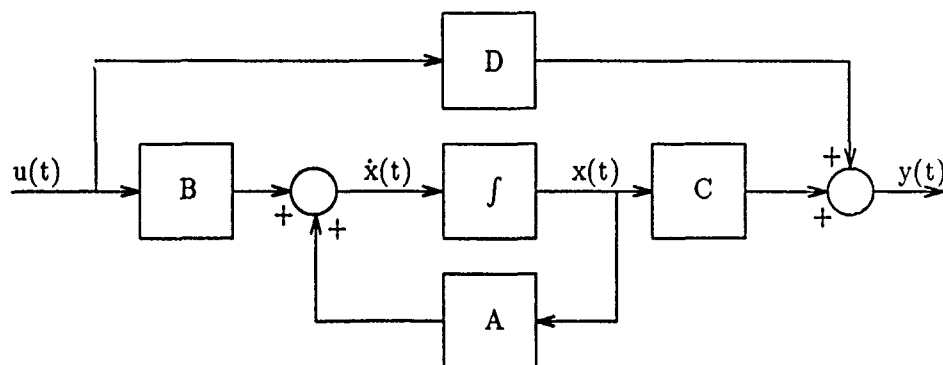 D
u(t) B ẋ(t) ∫ x(t) C y(t)
+ + + +
A